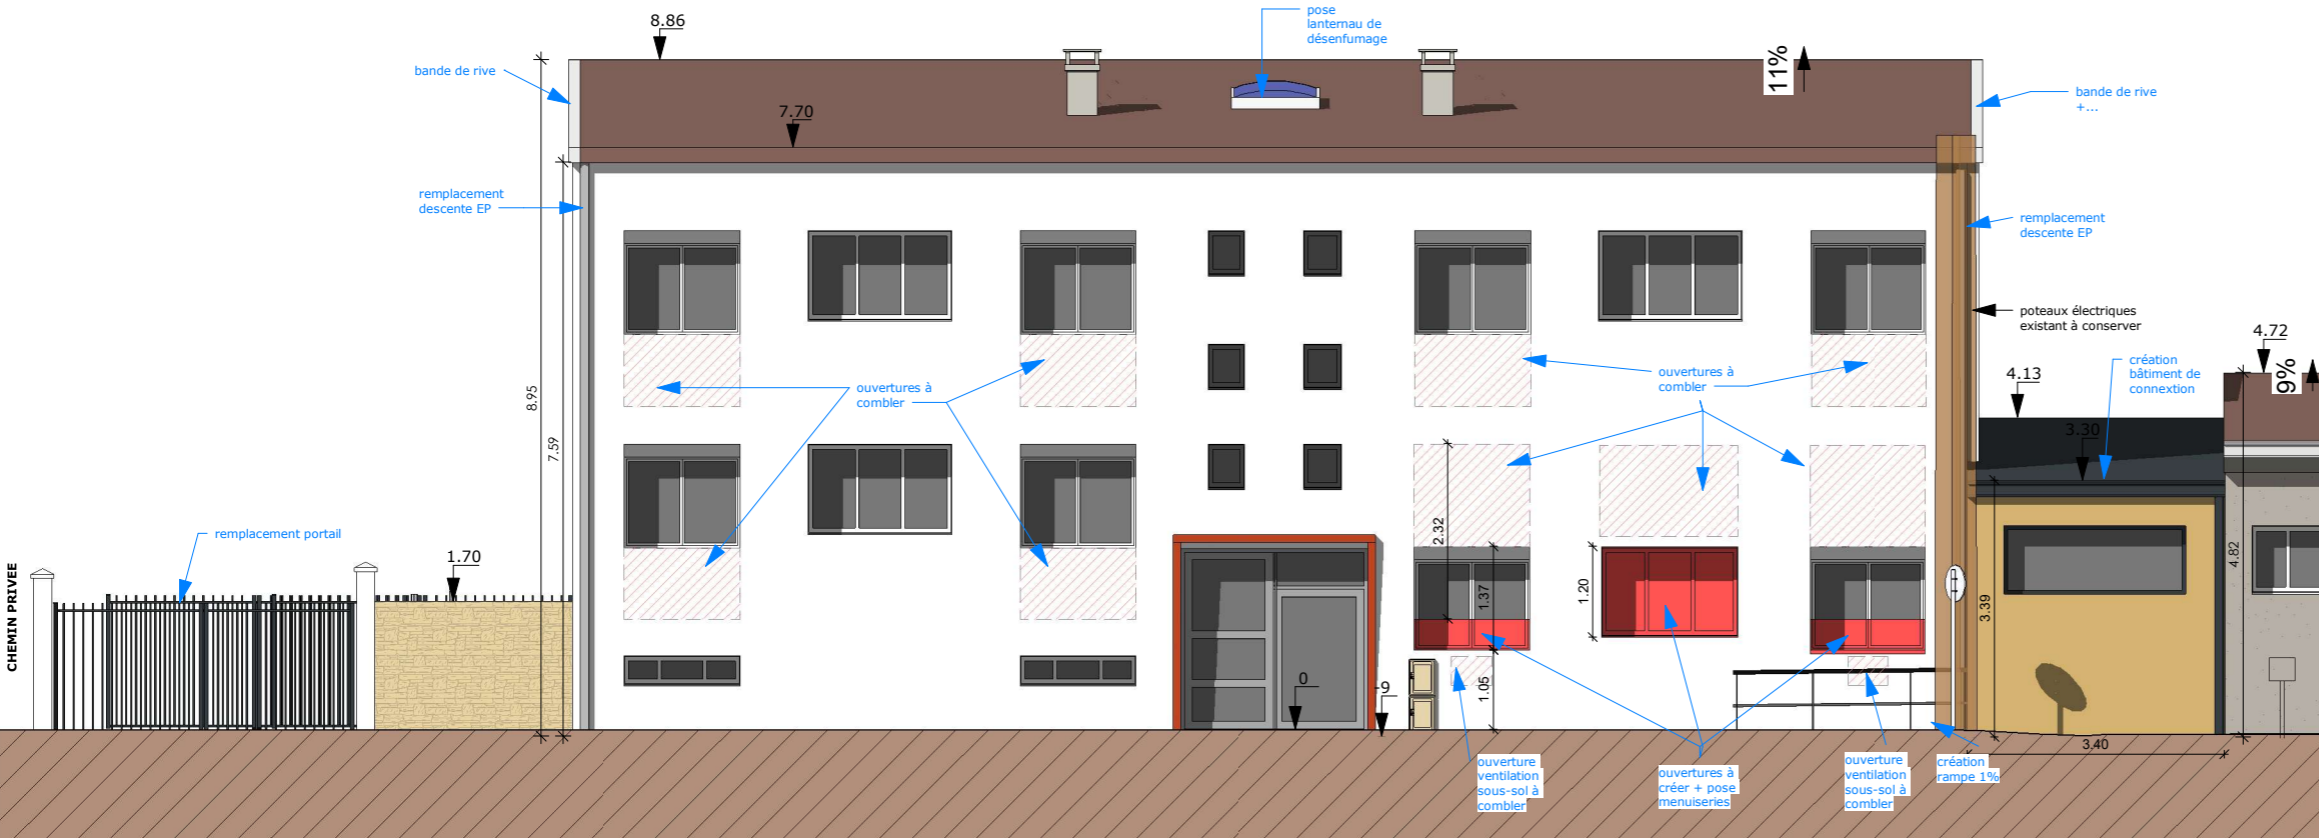 pose
lanternau de
désenfumage
8.86
11%
bande de rive
bande de rive
+...
7.70
remplacement
descente EP
remplacement
descente EP
poteaux électriques
existant à conserver
4.72
9%
création
bâtiment de
connextion
4.13
ouvertures à
combler
ouvertures à
combler
8.95
7.59
3.30
remplacement portail
1.70
CHEMIN PRIVEE
2.32
1.37
1.20
4.82
3.39
1.05
0
-9
3.40
ouverture
ventilation
sous-sol à
combler
ouvertures à
créer + pose
menuiseries
ouverture
ventilation
sous-sol à
combler
création
rampe 1%